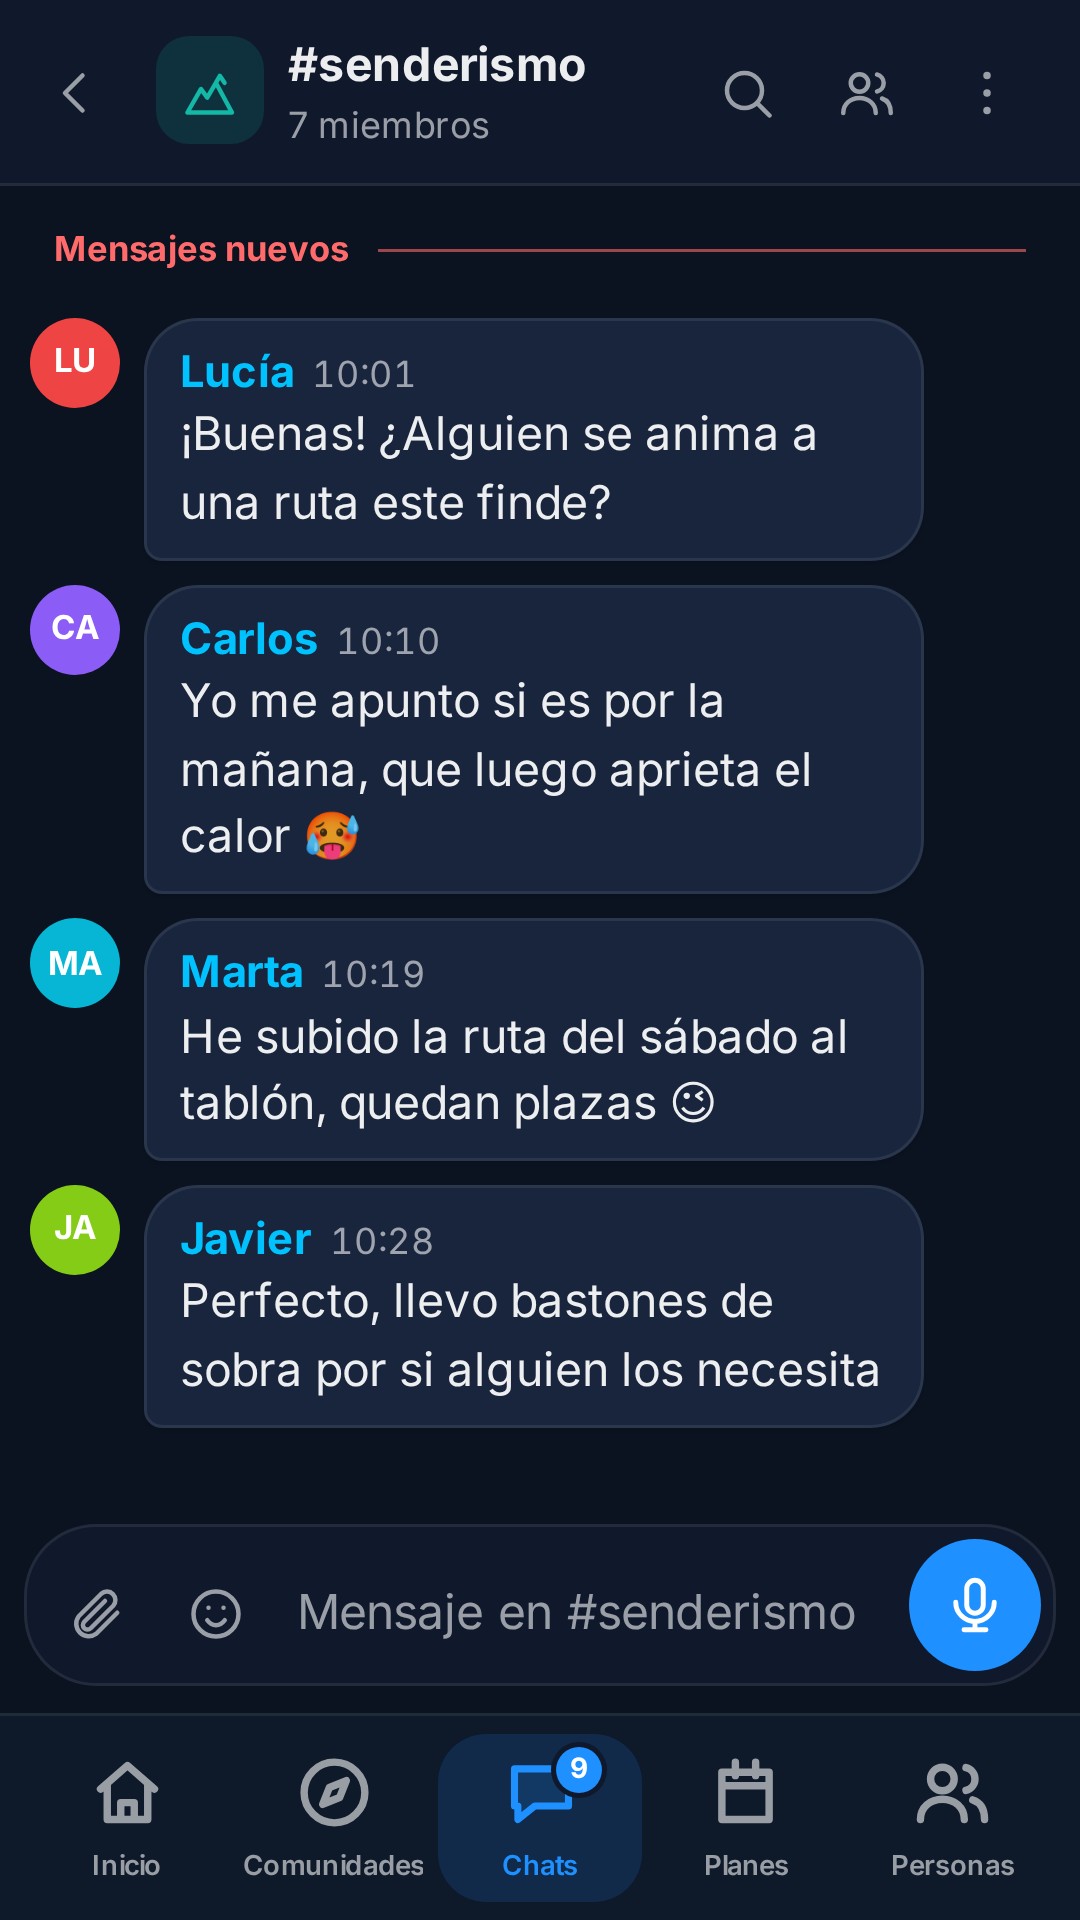 #senderismo
7 miembros
Mensajes nuevos
LU
Lucía 10:01
¡Buenas! ¿Alguien se anima a
una ruta este finde?
CA
Carlos 10:10
Yo me apunto si es por la
mañana, que luego aprieta el
calor 🥵
MA
Marta 10:19
He subido la ruta del sábado al
tablón, quedan plazas 😉
JA
Javier 10:28
Perfecto, llevo bastones de
sobra por si alguien los necesita
Mensaje en #senderismo
9
Inicio Comunidades Chats Planes Personas